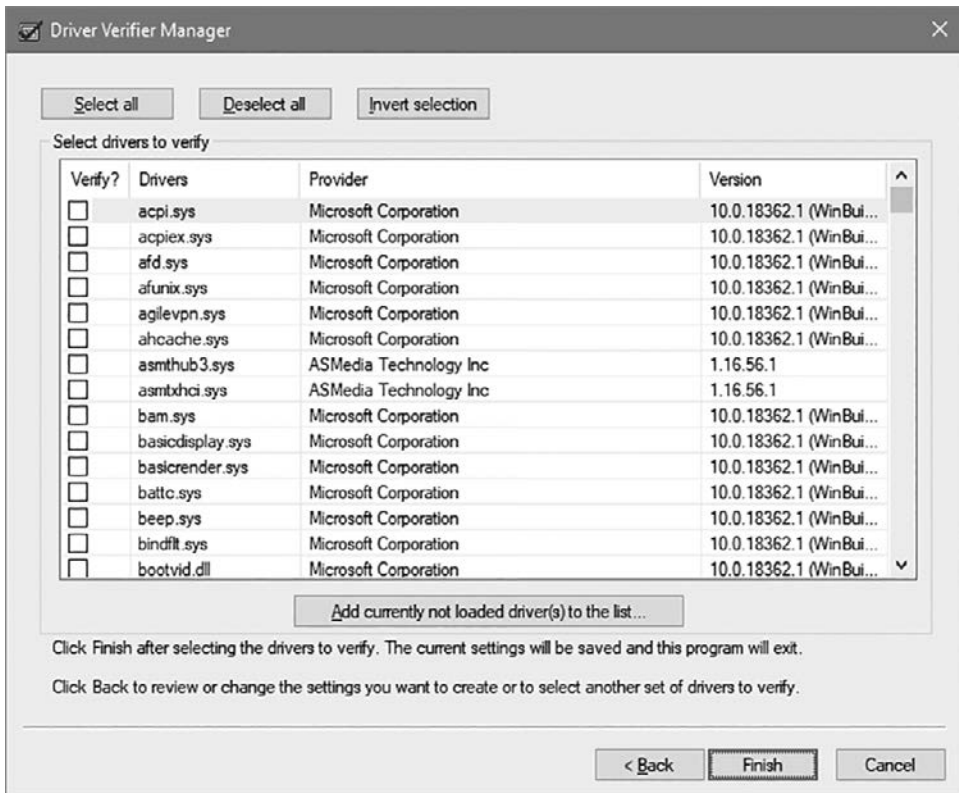 Driver Verifier Manager
Select all Deselect all Invert selection
Select drivers to verify
Verify? Drivers Provider Version
acpi.sys Microsoft Corporation 10.0.18362.1 (WinBui...
acpiex.sys Microsoft Corporation 10.0.18362.1 (WinBui...
afd.sys Microsoft Corporation 10.0.18362.1 (WinBui...
afunix.sys Microsoft Corporation 10.0.18362.1 (WinBui...
agilevpn.sys Microsoft Corporation 10.0.18362.1 (WinBui...
ahcache.sys Microsoft Corporation 10.0.18362.1 (WinBui...
asmthub3.sys ASMedia Technology Inc 1.16.56.1
asmtxhci.sys ASMedia Technology Inc 1.16.56.1
bam.sys Microsoft Corporation 10.0.18362.1 (WinBui...
basicdisplay.sys Microsoft Corporation 10.0.18362.1 (WinBui...
basicrender.sys Microsoft Corporation 10.0.18362.1 (WinBui...
battc.sys Microsoft Corporation 10.0.18362.1 (WinBui...
beep.sys Microsoft Corporation 10.0.18362.1 (WinBui...
bindflt.sys Microsoft Corporation 10.0.18362.1 (WinBui...
bootvid.dll Microsoft Corporation 10.0.18362.1 (WinBui...
Add currently not loaded driver(s) to the list...
Click Finish after selecting the drivers to verify. The current settings will be saved and this program will exit.
Click Back to review or change the settings you want to create or to select another set of drivers to verify.
< Back Finish Cancel